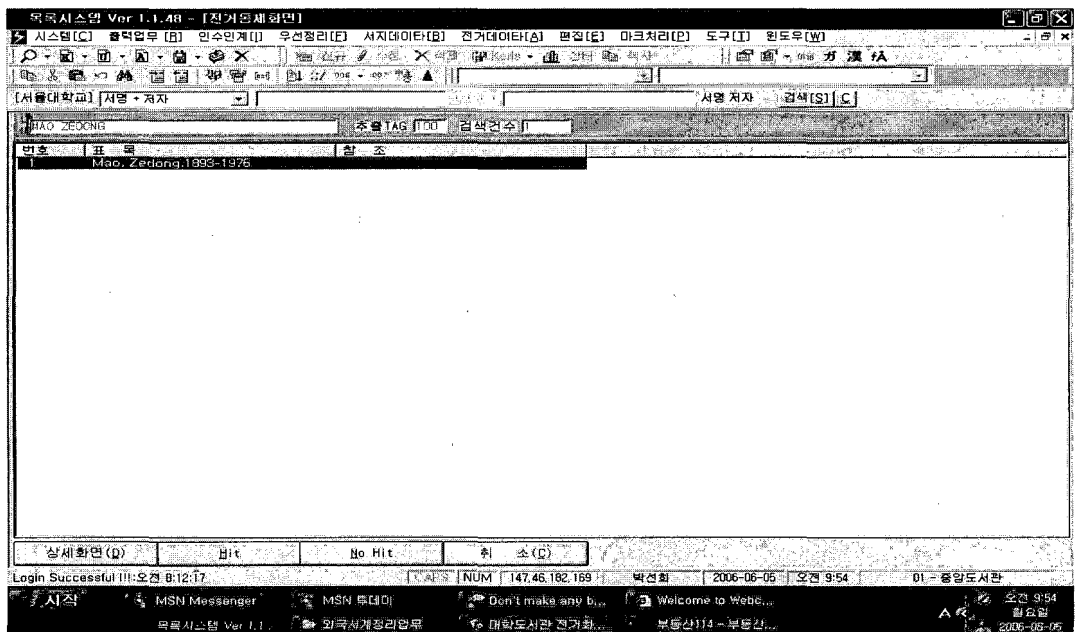 목록시스템 Ver 1.1.48 - [전거통제화면]
시스템[C] 출력업무 [B] 인수인계[I] 우선정리[F] 서지데이타[B] 전거데이타[A] 편집[E] 마크처리[P] 도구[T] 윈도우[W]
[서울대학교] 서명 + 저자 서명 저자 검색[S] C
MAO ZEDONG 추출TAG 100 검색건수 1
번호 표 목 참 조
1 Mao, Zedong,1893-1976
상세화면(D) Hit No Hit 취 소(C)
Login Successful !!!:오전 8:12:17 CAPS NUM 147.46.182.169 박선희 2006-06-05 오전 9:54 01 - 중앙도서관
시작 MSN Messenger MSN 투데이 Don't make any b... Welcome to Webc... 오전 9:54
월요일
목록시스템 Ver 1.1. 외국서계정리업무 대학도서관 전거화... 부동산114 - 부동산... 2006-06-05